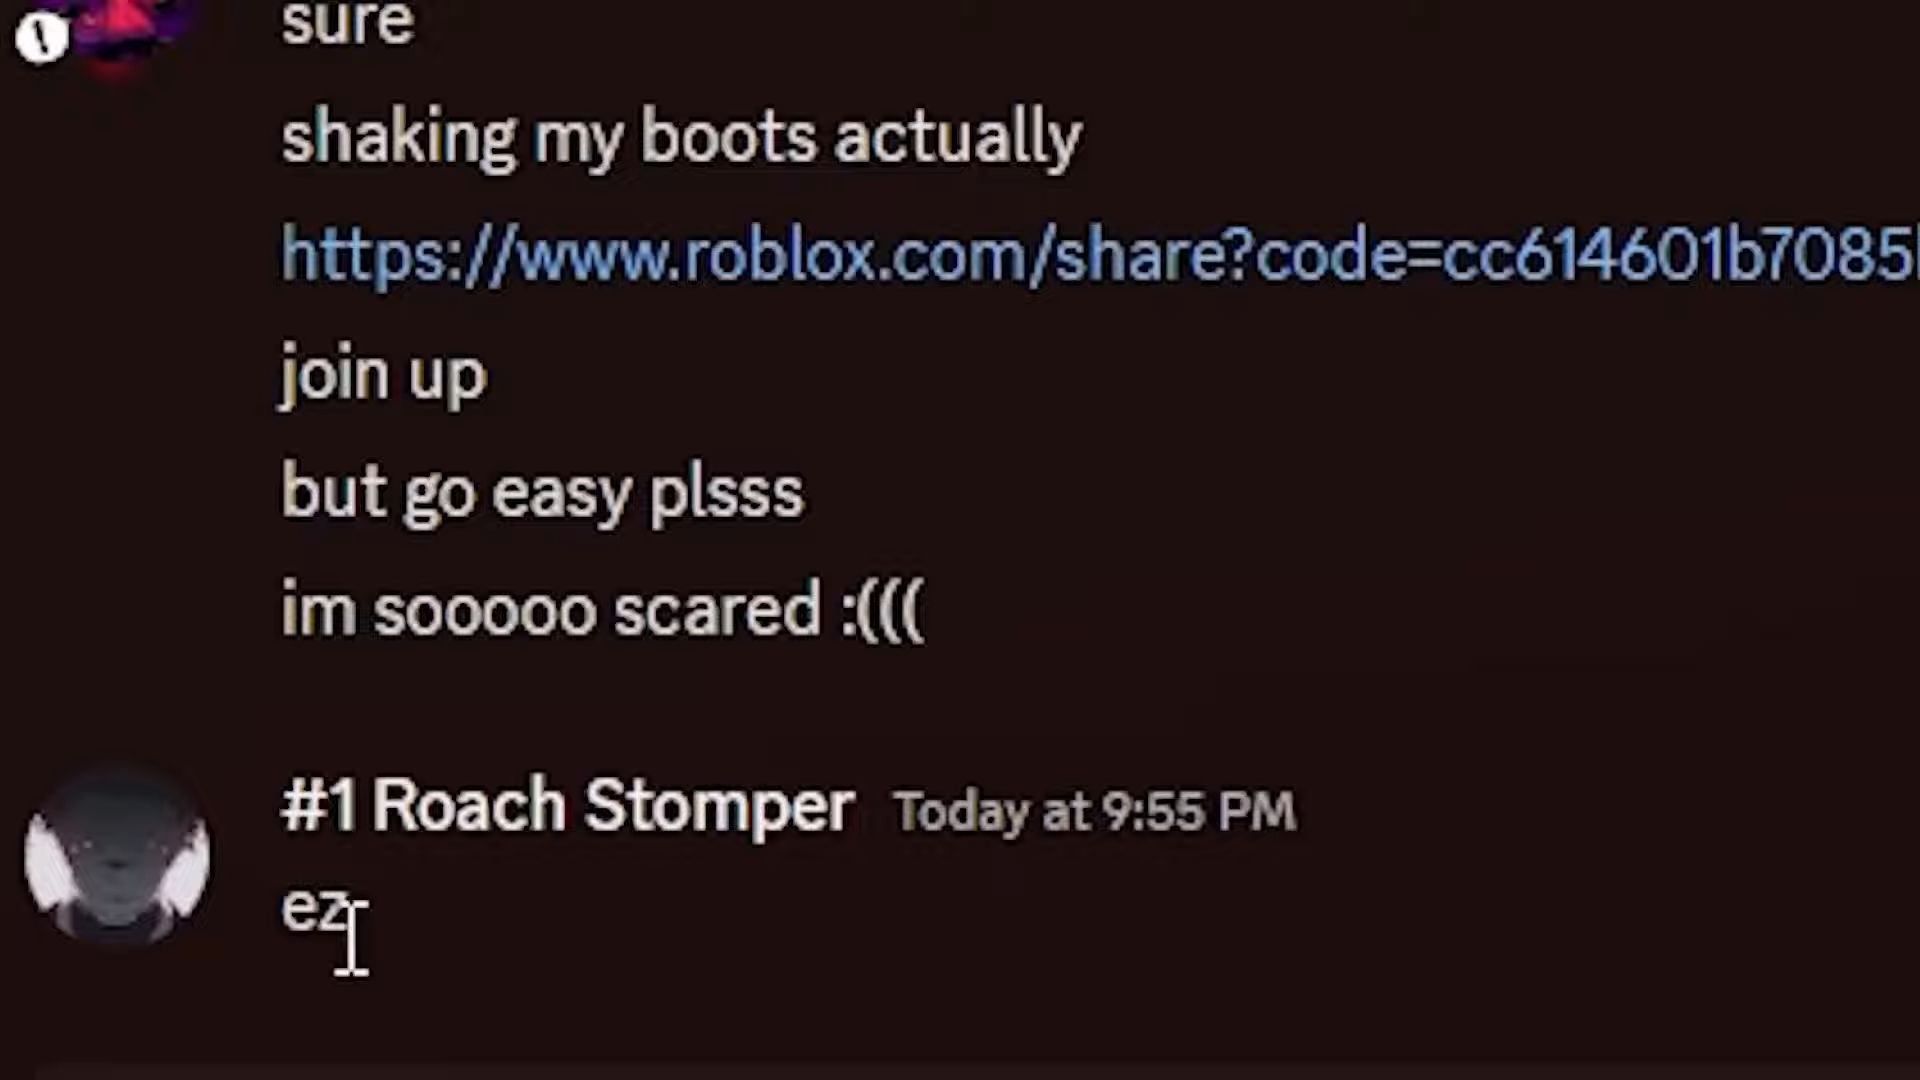 sure
shaking my boots actually
https://www.roblox.com/share?code=cc614601b7085
join up
but go easy plsss
im sooooo scared :(((
#1 Roach Stomper Today at 9:55 PM
ez